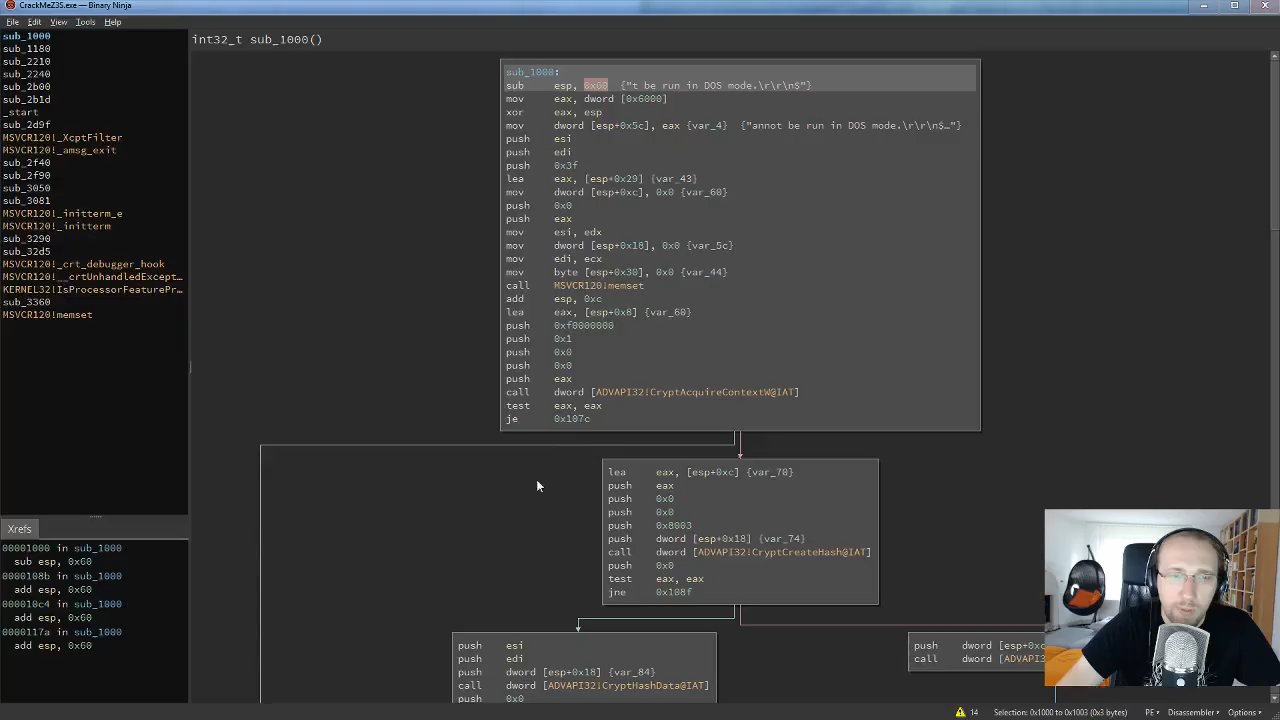 CrackMeZ3S.exe — Binary Ninja
File Edit View Tools Help
sub_1000
sub_1180
sub_2210
sub_2240
sub_2b00
sub_2b1d
_start
sub_2d9f
MSVCR120!_XcptFilter
MSVCR120!_amsg_exit
sub_2f40
sub_2f90
sub_3050
sub_3081
MSVCR120!_initterm_e
MSVCR120!_initterm
sub_3290
sub_32d5
MSVCR120!_crt_debugger_hook
MSVCR120!__crtUnhandledExcept…
KERNEL32!IsProcessorFeaturePr…
sub_3360
MSVCR120!memset
Xrefs
00001000 in sub_1000
sub esp, 0x60
0000108b in sub_1000
add esp, 0x60
000010c4 in sub_1000
add esp, 0x60
0000117a in sub_1000
add esp, 0x60
int32_t sub_1000()
sub_1000:
sub esp, 0x60 {"t be run in DOS mode.\r\r\n$"}
mov eax, dword [0x6000]
xor eax, esp
mov dword [esp+0x5c], eax {var_4} {"annot be run in DOS mode.\r\r\n$…"}
push esi
push edi
push 0x3f
lea eax, [esp+0x29] {var_43}
mov dword [esp+0xc], 0x0 {var_60}
push 0x0
push eax
mov esi, edx
mov dword [esp+0x18], 0x0 {var_5c}
mov edi, ecx
mov byte [esp+0x30], 0x0 {var_44}
call MSVCR120!memset
add esp, 0xc
lea eax, [esp+0x8] {var_60}
push 0xf0000000
push 0x1
push 0x0
push 0x0
push eax
call dword [ADVAPI32!CryptAcquireContextW@IAT]
test eax, eax
je 0x107c
lea eax, [esp+0xc] {var_70}
push eax
push 0x0
push 0x0
push 0x8003
push dword [esp+0x18] {var_74}
call dword [ADVAPI32!CryptCreateHash@IAT]
push 0x0
test eax, eax
jne 0x108f
push esi
push edi
push dword [esp+0x18] {var_84}
call dword [ADVAPI32!CryptHashData@IAT]
push 0x0
push dword [esp+0xc
call dword [ADVAPI3
14 Selection: 0x1000 to 0x1003 (0x3 bytes) PE Disassembler Options